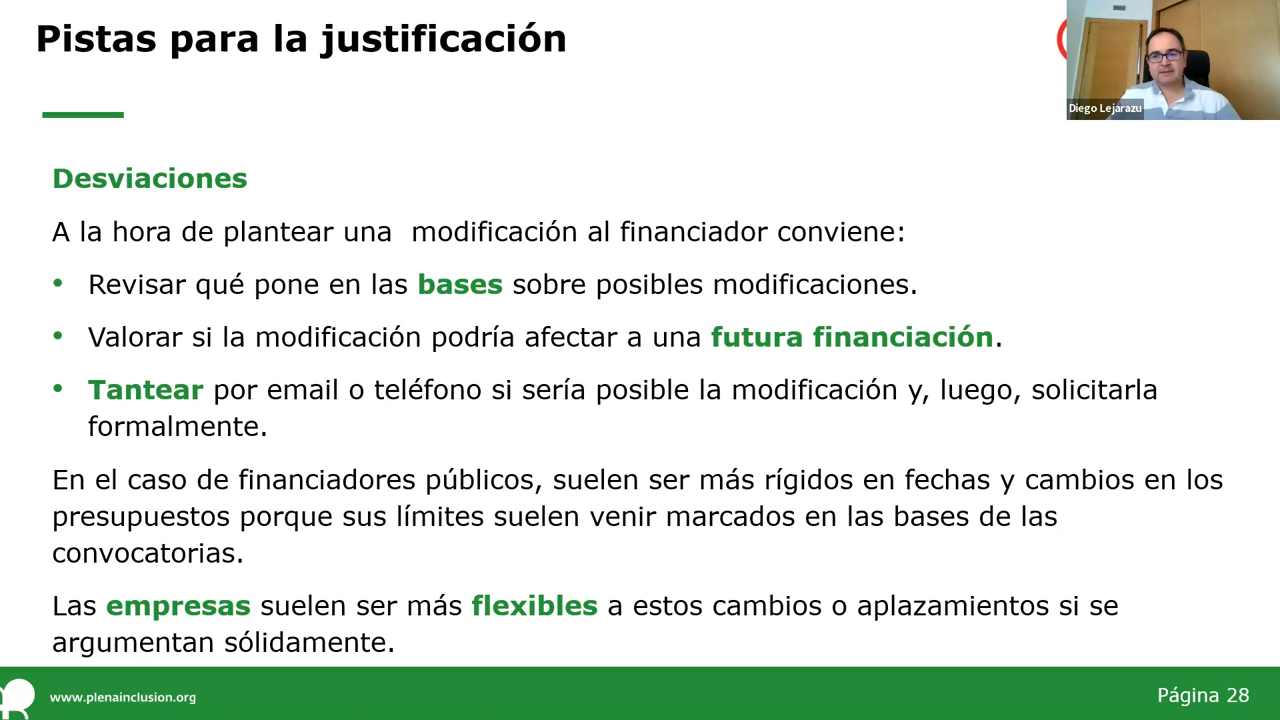 Pistas para la justificación
Diego Lejarazu
Desviaciones
A la hora de plantear una  modificación al financiador conviene:
• Revisar qué pone en las bases sobre posibles modificaciones.
• Valorar si la modificación podría afectar a una futura financiación.
• Tantear por email o teléfono si sería posible la modificación y, luego, solicitarla
formalmente.
En el caso de financiadores públicos, suelen ser más rígidos en fechas y cambios en los
presupuestos porque sus límites suelen venir marcados en las bases de las
convocatorias.
Las empresas suelen ser más flexibles a estos cambios o aplazamientos si se
argumentan sólidamente.
www.plenainclusion.org
Página 28